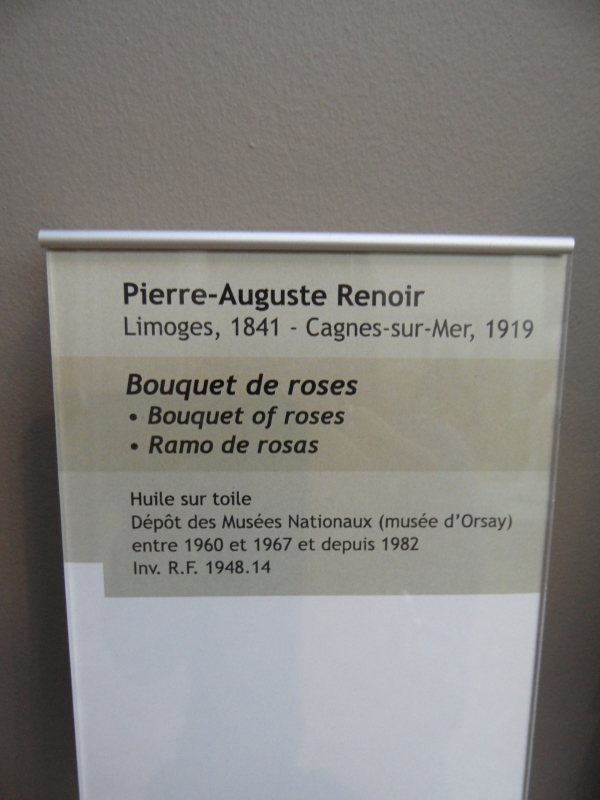 Pierre-Auguste Renoir
Limoges, 1841 - Cagnes-sur-Mer, 1919
Bouquet de roses
• Bouquet of roses
• Ramo de rosas
Huile sur toile
Dépôt des Musées Nationaux (musée d'Orsay)
entre 1960 et 1967 et depuis 1982
Inv. R.F. 1948.14